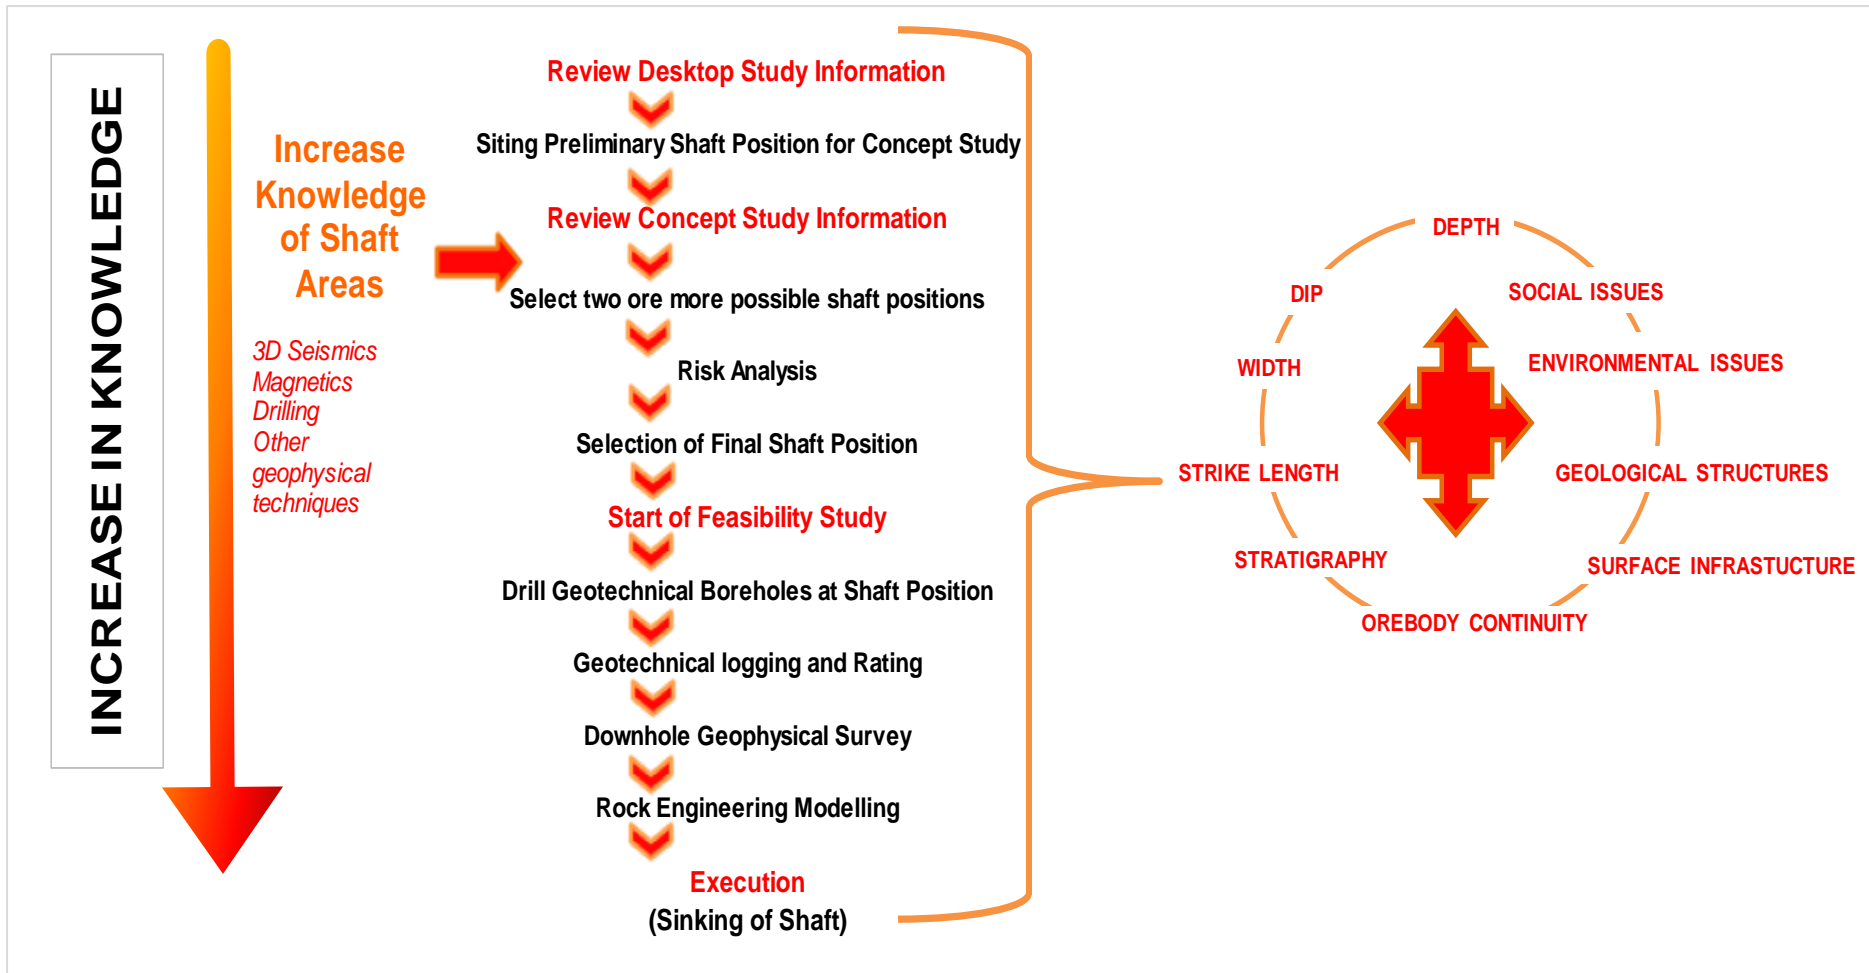 INCREASE IN KNOWLEDGE
Increase
Knowledge
of Shaft
Areas
3D Seismics
Magnetics
Drilling
Other
geophysical
techniques
Review Desktop Study Information
Siting Preliminary Shaft Position for Concept Study
Review Concept Study Information
Select two ore more possible shaft positions
Risk Analysis
Selection of Final Shaft Position
Start of Feasibility Study
Drill Geotechnical Boreholes at Shaft Position
Geotechnical logging and Rating
Downhole Geophysical Survey
Rock Engineering Modelling
Execution
(Sinking of Shaft)
DEPTH
SOCIAL ISSUES
ENVIRONMENTAL ISSUES
GEOLOGICAL STRUCTURES
SURFACE INFRASTUCTURE
OREBODY CONTINUITY
STRATIGRAPHY
STRIKE LENGTH
WIDTH
DIP